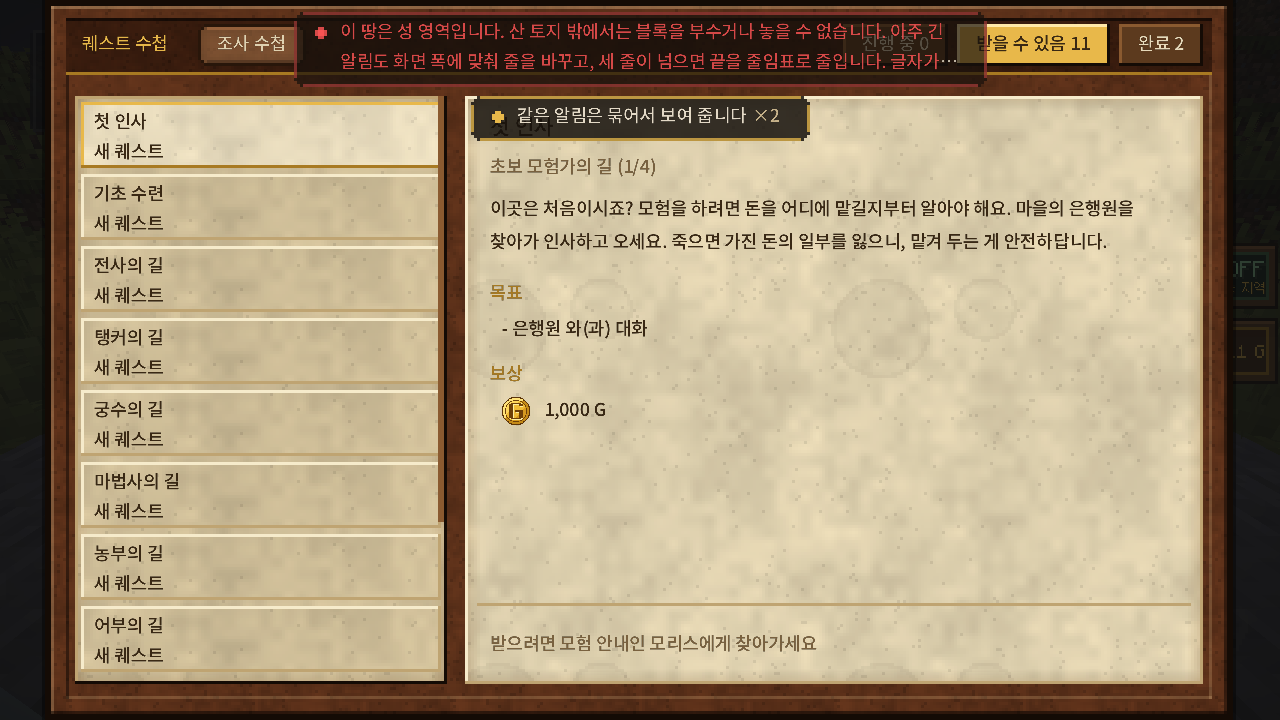 퀘스트 수첩
조사 수첩
이 땅은 성 영역입니다. 산 토지 밖에서는 블록을 부수거나 놓을 수 없습니다. 아주 긴
알림도 화면 폭에 맞춰 줄을 바꾸고, 세 줄이 넘으면 끝을 줄임표로 줄입니다. 글자가…
진행 중 0
받을 수 있음 11
완료 2
같은 알림은 묶어서 보여 줍니다 ×2
첫 인사
새 퀘스트
기초 수련
새 퀘스트
전사의 길
새 퀘스트
탱커의 길
새 퀘스트
궁수의 길
새 퀘스트
마법사의 길
새 퀘스트
농부의 길
새 퀘스트
어부의 길
새 퀘스트
첫 인사
초보 모험가의 길 (1/4)
이곳은 처음이시죠? 모험을 하려면 돈을 어디에 맡길지부터 알아야 해요. 마을의 은행원을
찾아가 인사하고 오세요. 죽으면 가진 돈의 일부를 잃으니, 맡겨 두는 게 안전하답니다.
목표
- 은행원 와(과) 대화
보상
1,000 G
받으려면 모험 안내인 모리스에게 찾아가세요
OFF
지역
1 G